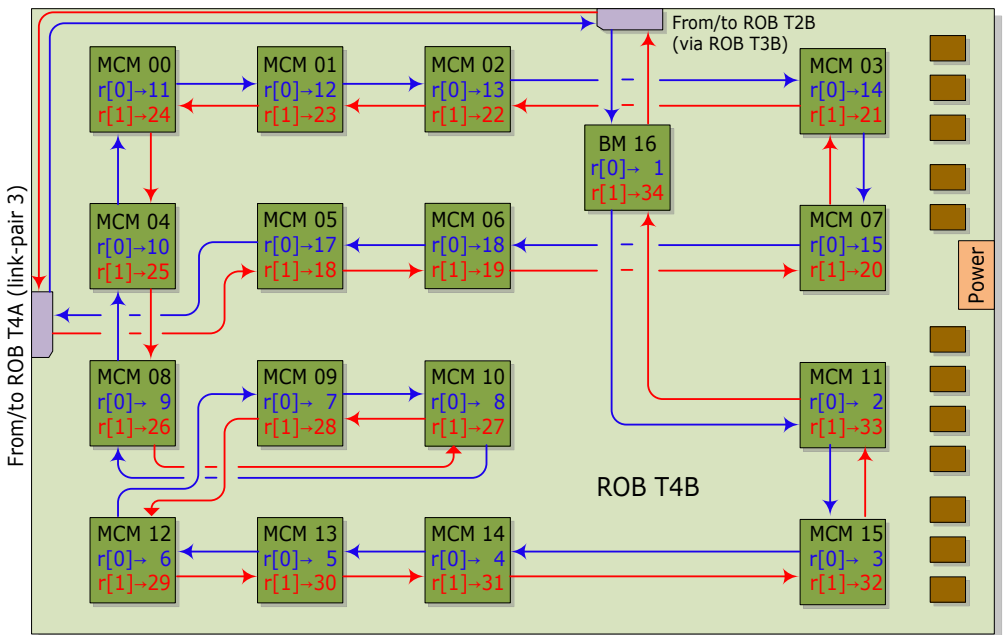 From/to ROB T2B
(via ROB T3B)
MCM 00
r[0]→11
r[1]→24
MCM 01
r[0]→12
r[1]→23
MCM 02
r[0]→13
r[1]→22
MCM 03
r[0]→14
r[1]→21
BM 16
r[0]→ 1
r[1]→34
MCM 04
r[0]→10
r[1]→25
MCM 05
r[0]→17
r[1]→18
MCM 06
r[0]→18
r[1]→19
MCM 07
r[0]→15
r[1]→20
Power
From/to ROB T4A (link-pair 3)
MCM 08
r[0]→ 9
r[1]→26
MCM 09
r[0]→ 7
r[1]→28
MCM 10
r[0]→ 8
r[1]→27
MCM 11
r[0]→ 2
r[1]→33
ROB T4B
MCM 12
r[0]→ 6
r[1]→29
MCM 13
r[0]→ 5
r[1]→30
MCM 14
r[0]→ 4
r[1]→31
MCM 15
r[0]→ 3
r[1]→32